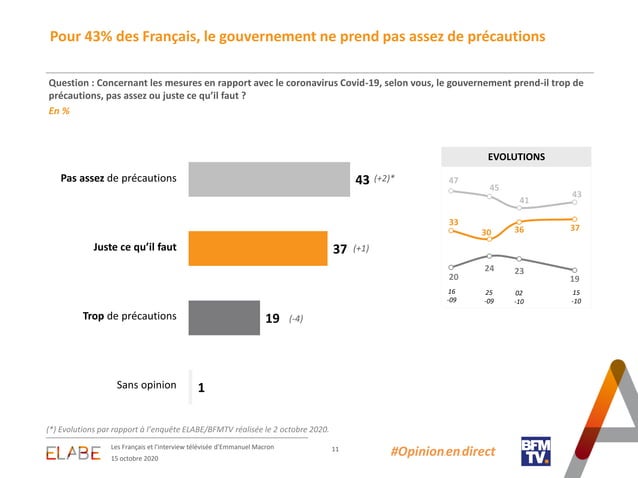 Pour 43% des Français, le gouvernement ne prend pas assez de précautions
Question : Concernant les mesures en rapport avec le coronavirus Covid-19, selon vous, le gouvernement prend-il trop de
précautions, pas assez ou juste ce qu'il faut ?
En %
Pas assez de précautions
43 (+2)*
Juste ce qu'il faut
37 (+1)
Trop de précautions
19 (-4)
Sans opinion
1
EVOLUTIONS
47 45 41 43
33 30 36 37
20 24 23 19
16 25 02 15
-09 -09 -10 -10
(*) Evolutions par rapport à l'enquête ELABE/BFMTV réalisée le 2 octobre 2020.
ELABE
Les Français et l'interview télévisée d'Emmanuel Macron
15 octobre 2020
11
#Opinionendirect
BFM
TV.